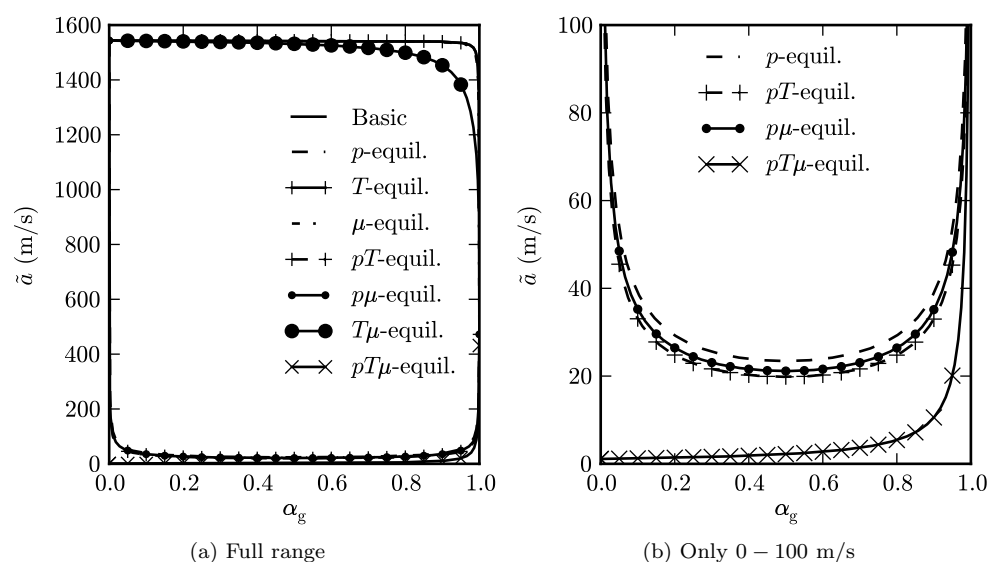 1600
1400
1200
1000
800
600
400
200
0
0.0 0.2 0.4 0.6 0.8 1.0
ã (m/s)
α_g
Basic
p-equil.
T-equil.
μ-equil.
pT-equil.
pμ-equil.
Tμ-equil.
pTμ-equil.
(a) Full range
100
80
60
40
20
0
0.0 0.2 0.4 0.6 0.8 1.0
ã (m/s)
α_g
p-equil.
pT-equil.
pμ-equil.
pTμ-equil.
(b) Only 0 – 100 m/s